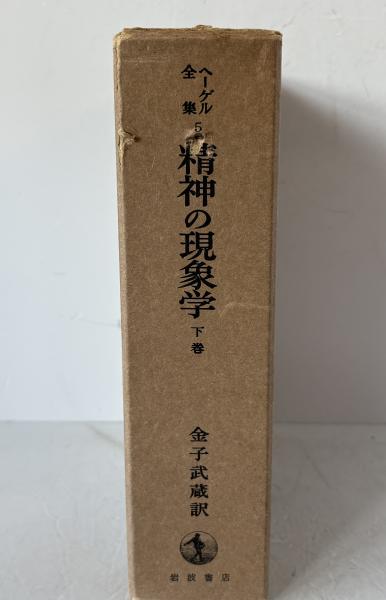 ヘーゲル
全集 5
精神の現象学
下巻
金子武蔵訳
岩波書店